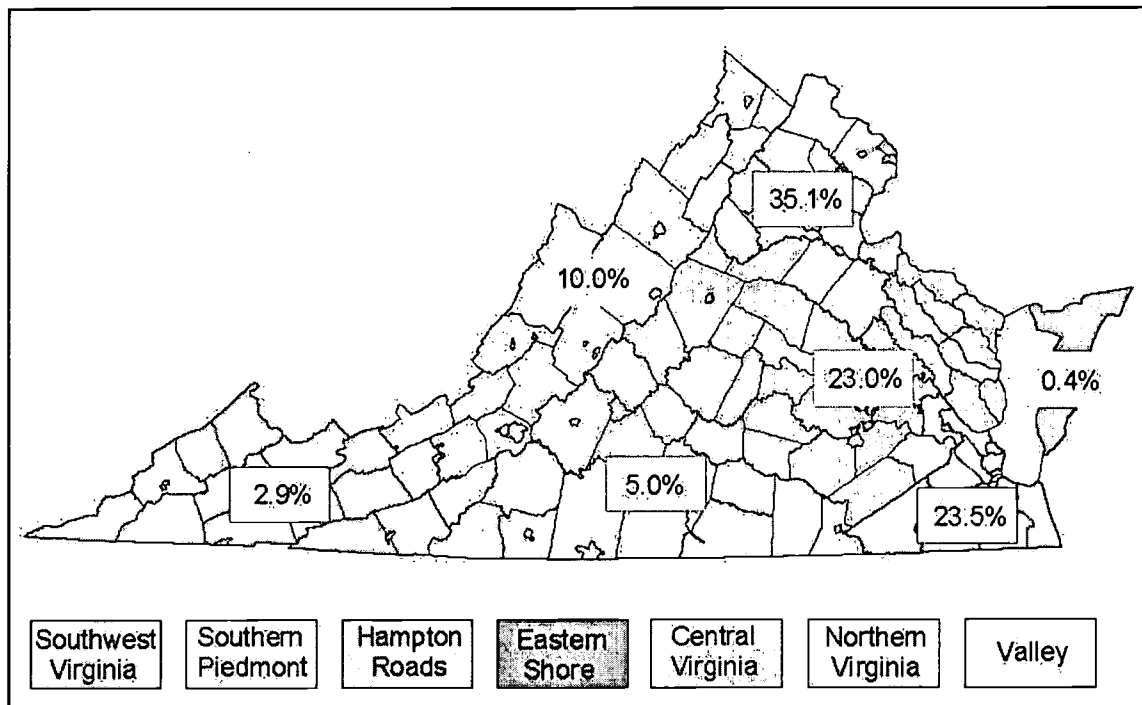 35.1%
10.0%
23.0%
0.4%
2.9%
5.0%
23.5%
Southwest
Virginia
Southern
Piedmont
Hampton
Roads
Eastern
Shore
Central
Virginia
Northern
Virginia
Valley